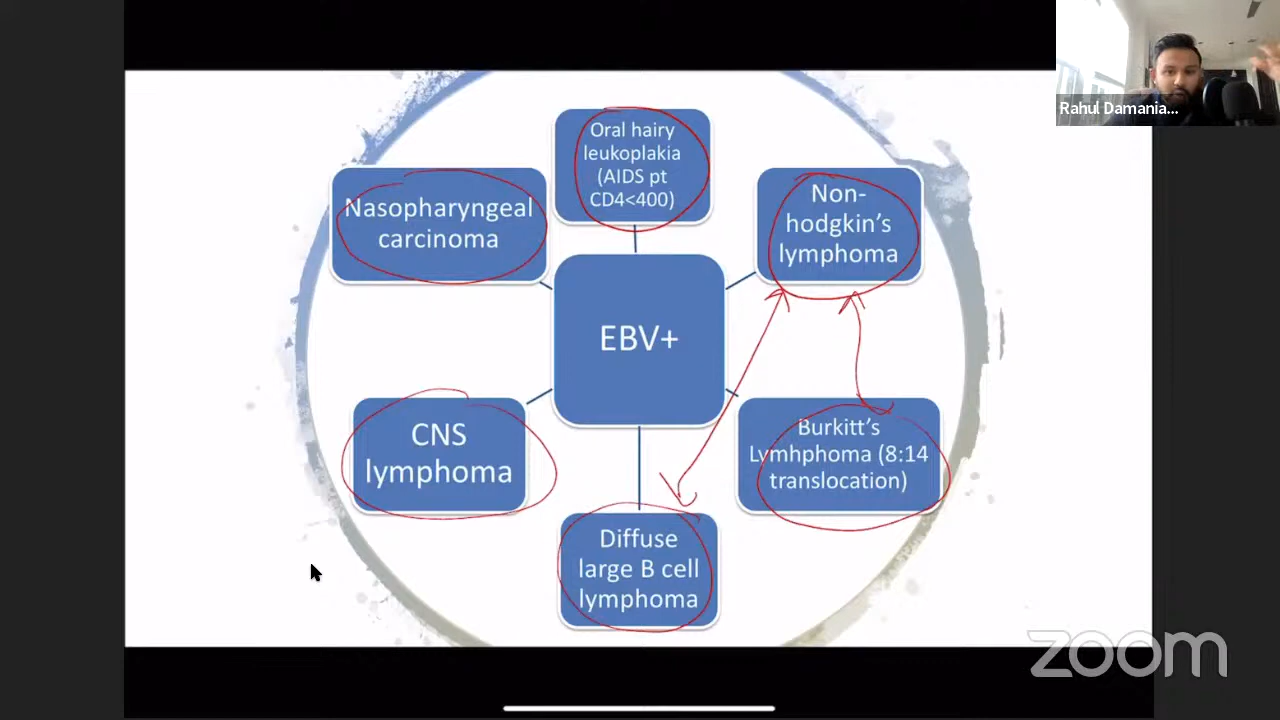 Rahul Damania...
Oral hairy
leukoplakia
(AIDS pt
CD4<400)
Nasopharyngeal
carcinoma
Non-
hodgkin's
lymphoma
EBV+
CNS
lymphoma
Burkitt's
Lymhphoma (8:14
translocation)
Diffuse
large B cell
lymphoma
zoom